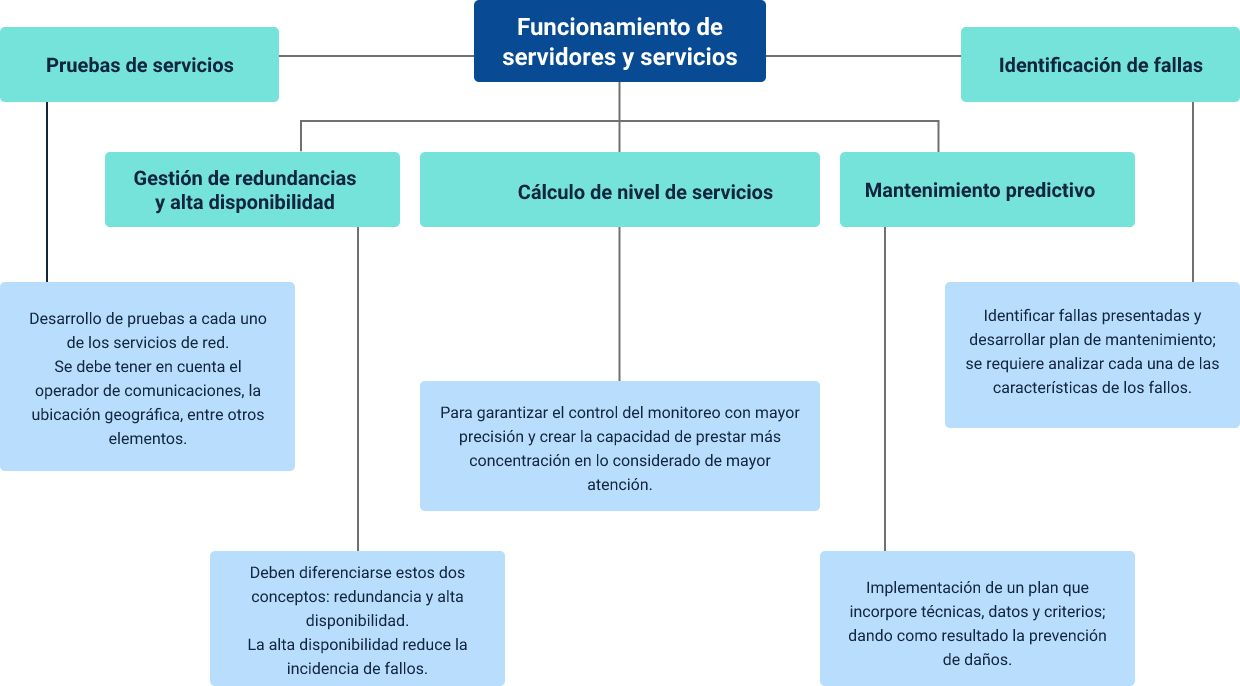 Funcionamiento de
servidores y servicios
Pruebas de servicios
Identificación de fallas
Gestión de redundancias
y alta disponibilidad
Cálculo de nivel de servicios
Mantenimiento predictivo
Desarrollo de pruebas a cada uno
de los servicios de red.
Se debe tener en cuenta el
operador de comunicaciones, la
ubicación geográfica, entre otros
elementos.
Identificar fallas presentadas y
desarrollar plan de mantenimiento;
se requiere analizar cada una de las
características de los fallos.
Para garantizar el control del monitoreo con mayor
precisión y crear la capacidad de prestar más
concentración en lo considerado de mayor
atención.
Deben diferenciarse estos dos
conceptos: redundancia y alta
disponibilidad.
La alta disponibilidad reduce la
incidencia de fallos.
Implementación de un plan que
incorpore técnicas, datos y criterios;
dando como resultado la prevención
de daños.